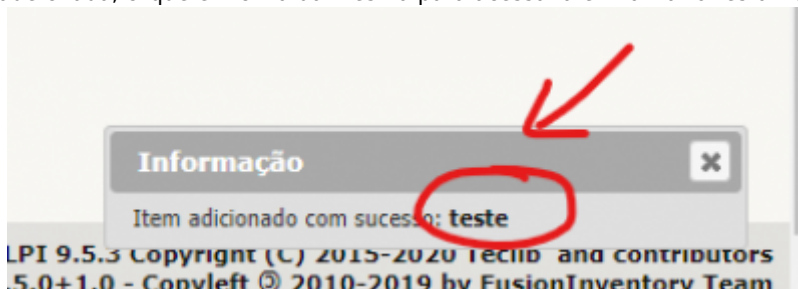 Informação
Item adicionado com sucesso: teste
LPI 9.5.3 Copyright (C) 2015-2020 Teclib' and contributors
.5.0+1.0 - Copyleft 🄯 2010-2019 by FusionInventory Team